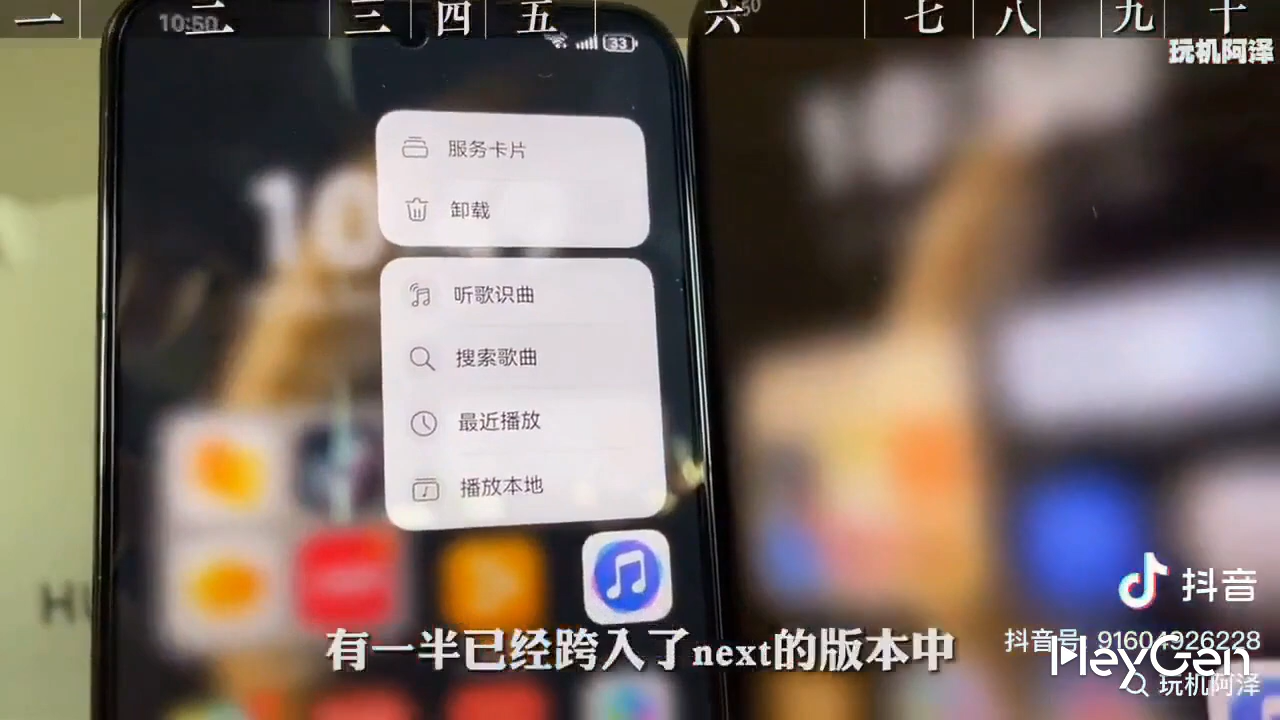 一 二 三 四 五 六 七 八 九 十
玩机阿泽
10:50
33
服务卡片
卸载
听歌识曲
搜索歌曲
最近播放
播放本地
有一半已经跨入了next的版本中
抖音
抖音号: 91604926228
HeyGen
玩机阿泽